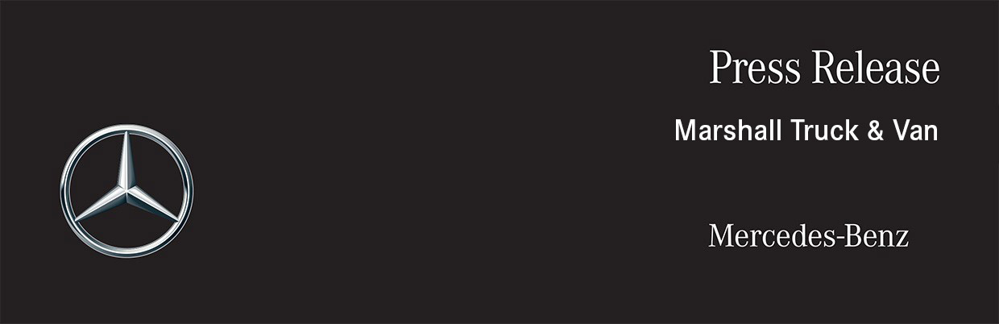 Press Release
Marshall Truck & Van
Mercedes-Benz